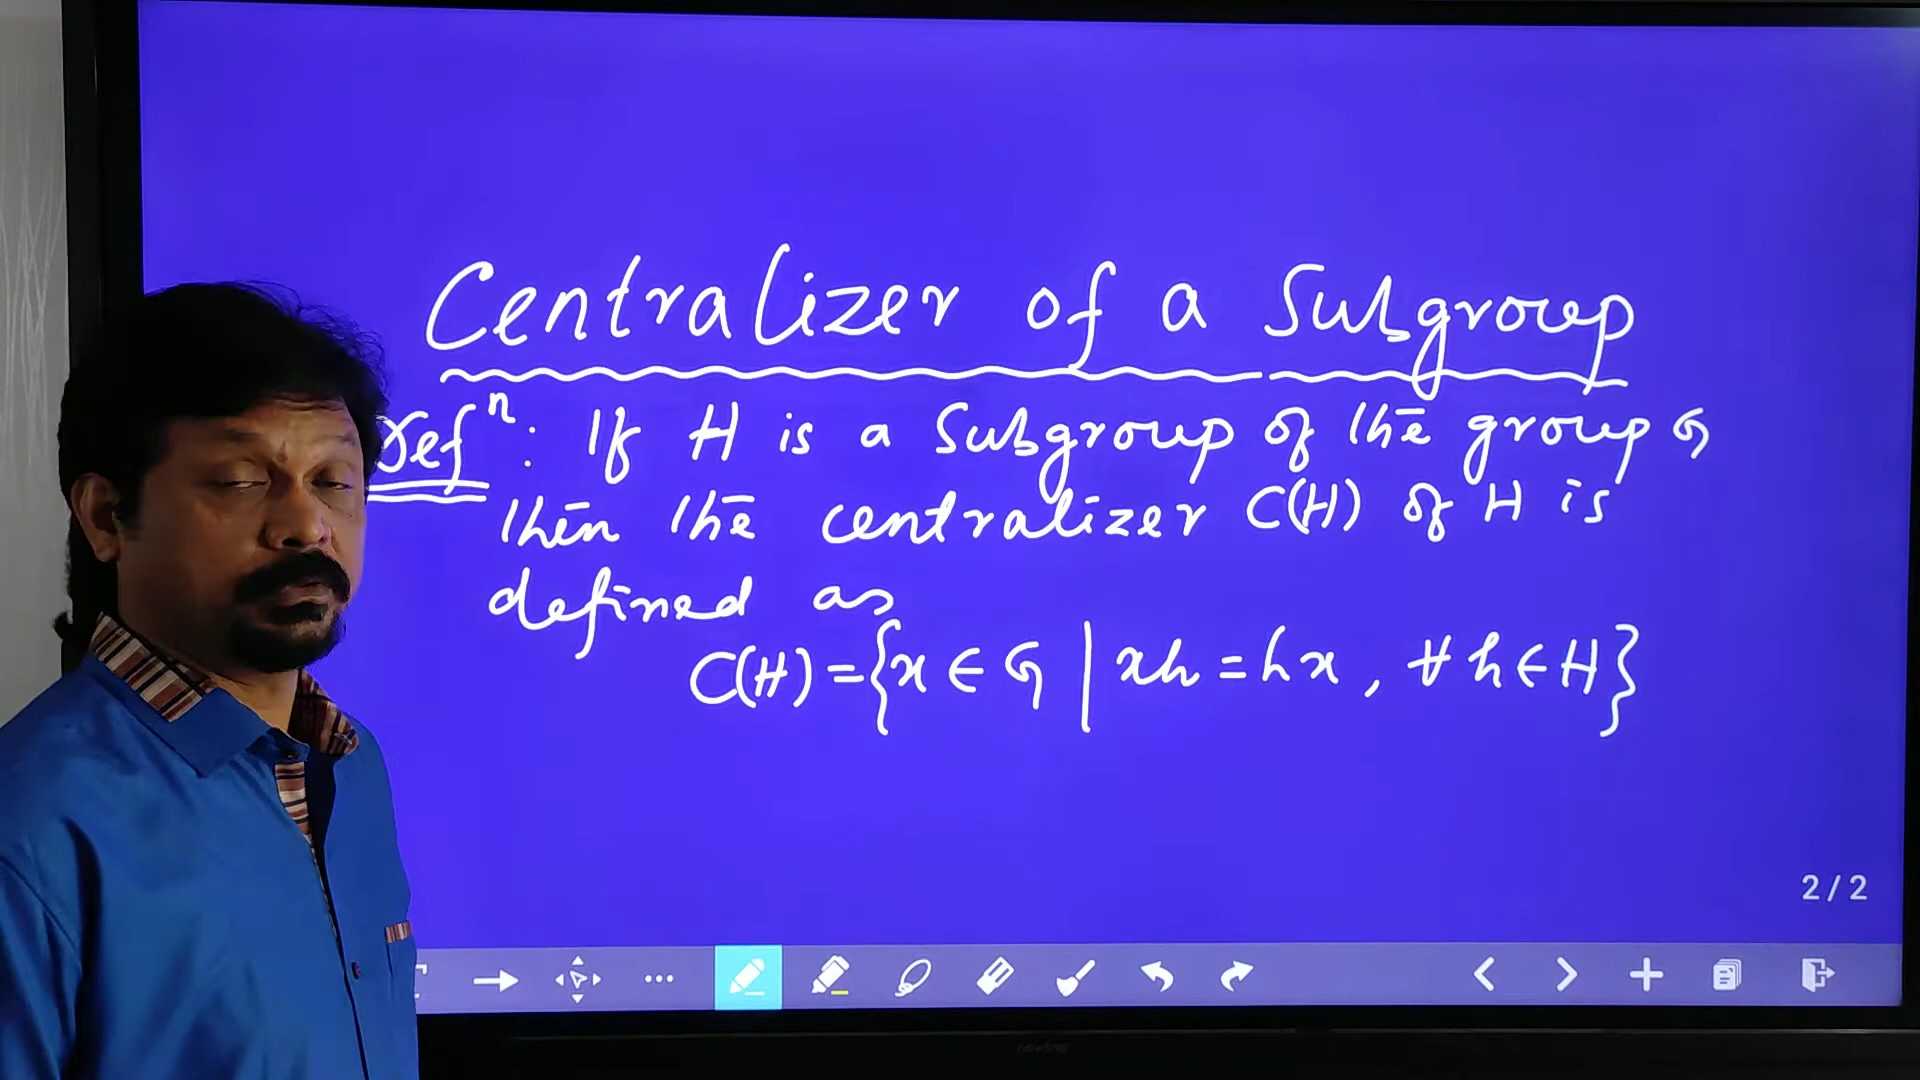 Centralizer of a Subgroup
Defⁿ: If H is a Subgroup of the group G
then the centralizer C(H) of H is
defined as
C(H) = {x ∈ G | xh = hx, ∀ h ∈ H}
2/2
newline